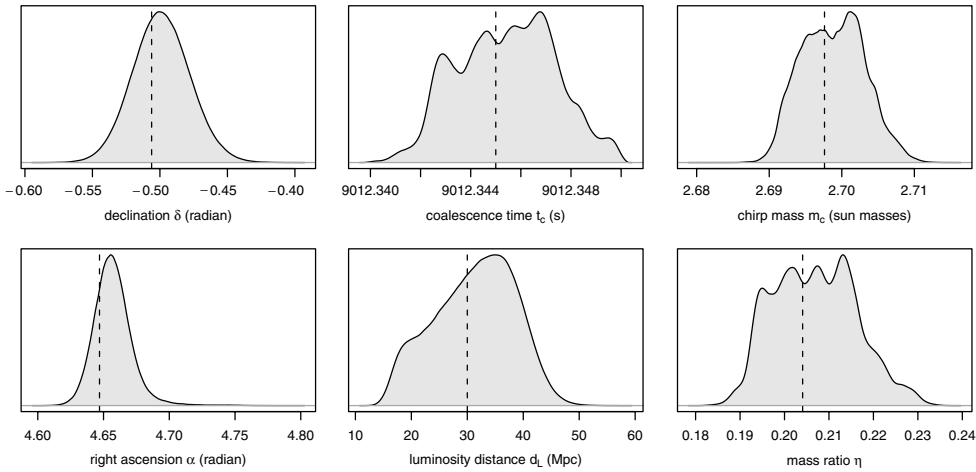 −0.60 −0.55 −0.50 −0.45 −0.40
declination δ (radian)
9012.340 9012.344 9012.348
coalescence time tc (s)
2.68 2.69 2.70 2.71
chirp mass mc (sun masses)
4.60 4.65 4.70 4.75 4.80
right ascension α (radian)
10 20 30 40 50 60
luminosity distance dL (Mpc)
0.18 0.19 0.20 0.21 0.22 0.23 0.24
mass ratio η